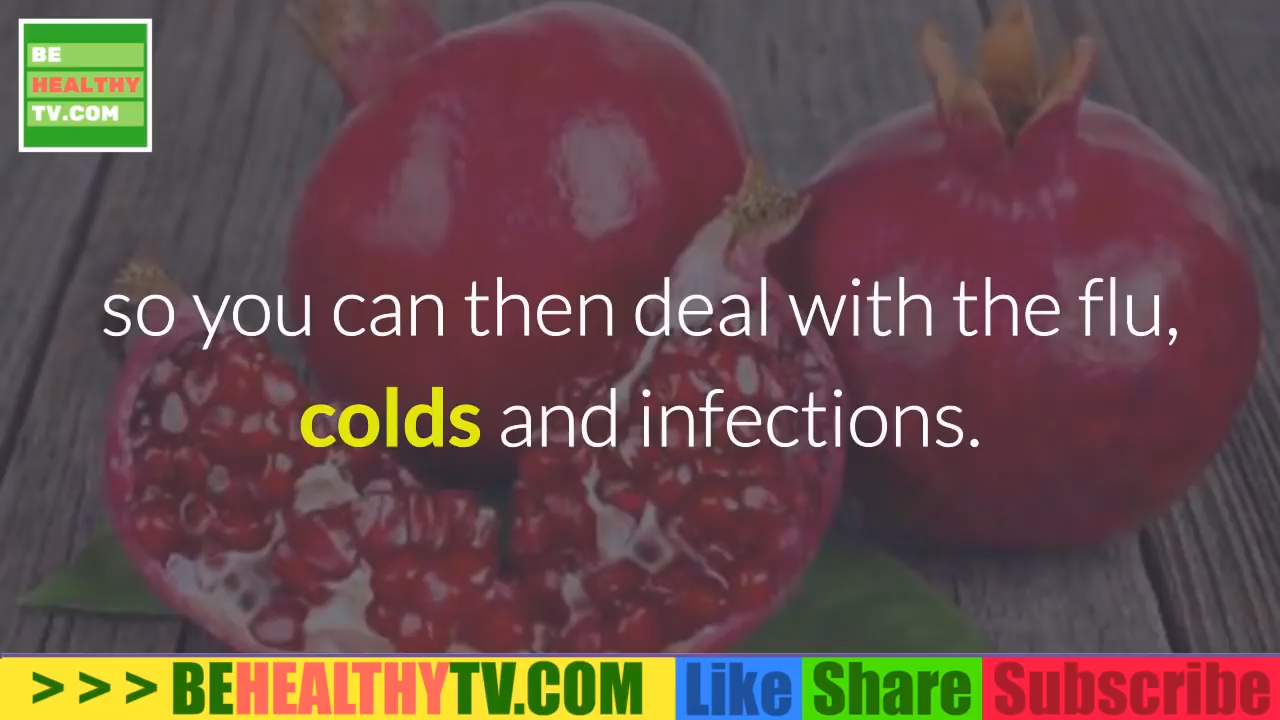 BE
HEALTHY
TV.COM
so you can then deal with the flu,
colds and infections.
> > > BEHEALTHYTV.COM Like Share Subscribe